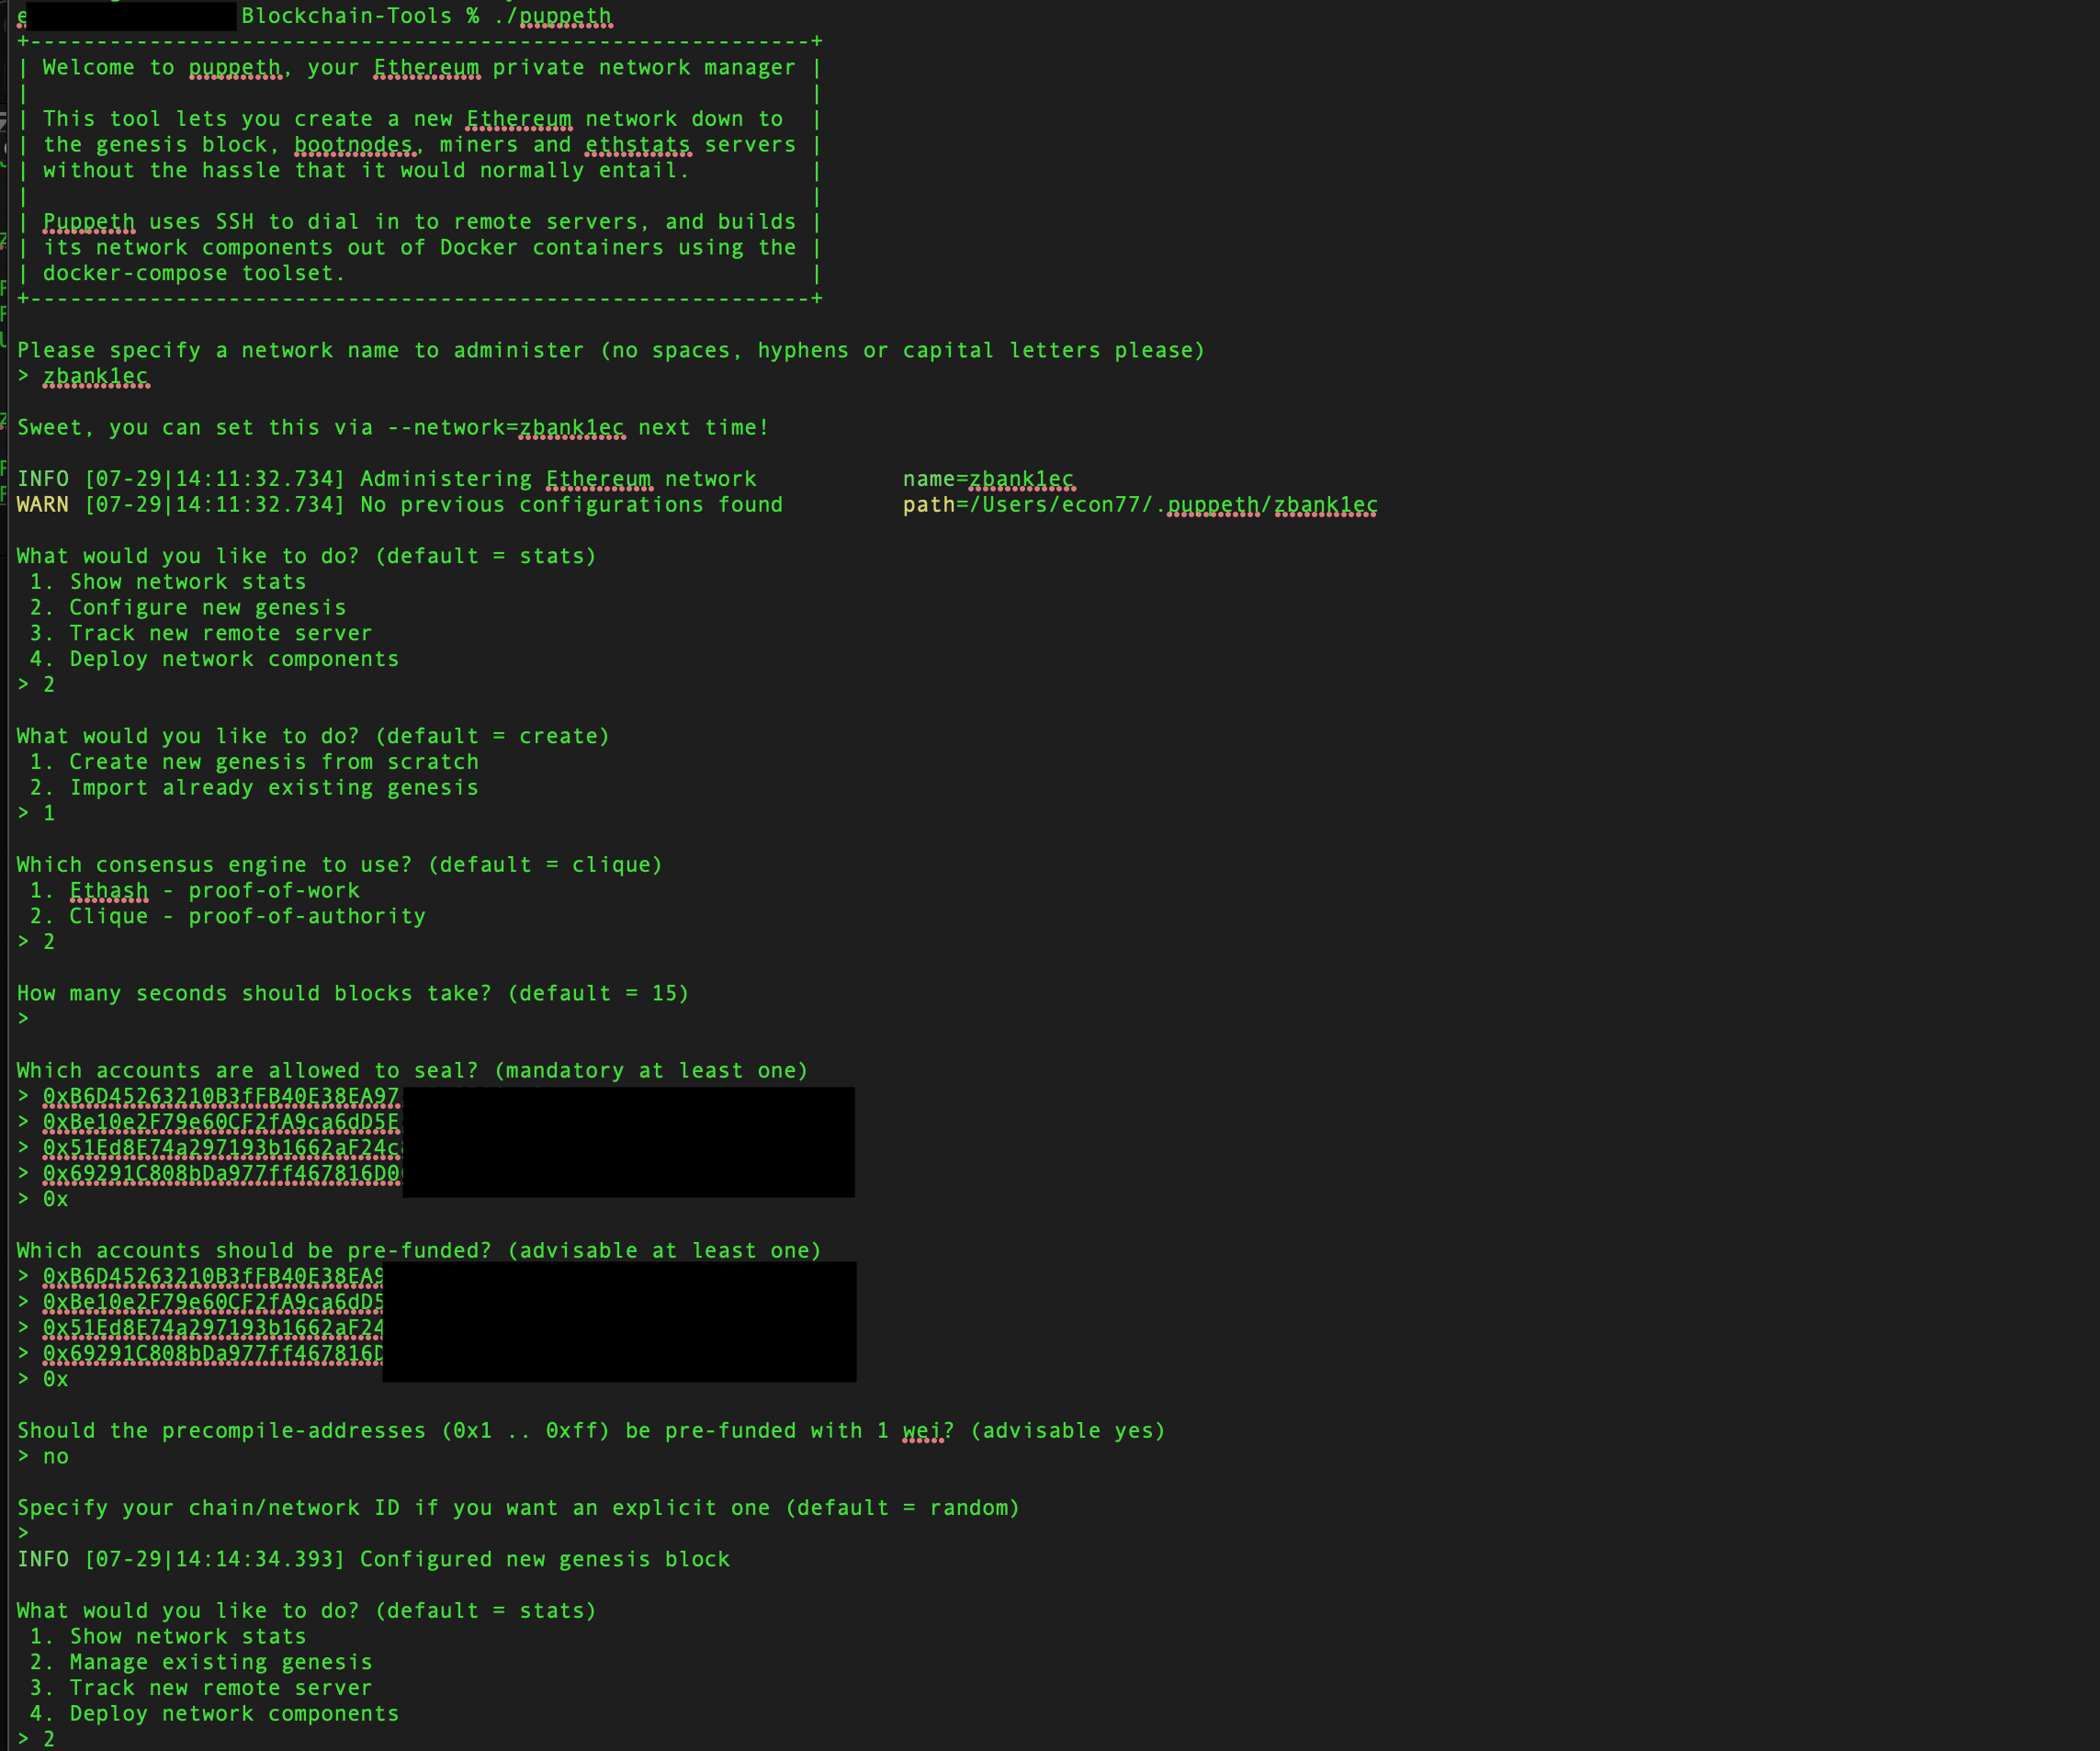 e Blockchain-Tools % ./puppeth
+-----------------------------------------------------------+
| Welcome to puppeth, your Ethereum private network manager |
|                                                           |
| This tool lets you create a new Ethereum network down to  |
| the genesis block, bootnodes, miners and ethstats servers |
| without the hassle that it would normally entail.         |
|                                                           |
| Puppeth uses SSH to dial in to remote servers, and builds |
| its network components out of Docker containers using the |
| docker-compose toolset.                                   |
+-----------------------------------------------------------+
Please specify a network name to administer (no spaces, hyphens or capital letters please)
> zbank1ec
Sweet, you can set this via --network=zbank1ec next time!
INFO [07-29|14:11:32.734] Administering Ethereum network           name=zbank1ec
WARN [07-29|14:11:32.734] No previous configurations found         path=/Users/econ77/.puppeth/zbank1ec
What would you like to do? (default = stats)
 1. Show network stats
 2. Configure new genesis
 3. Track new remote server
 4. Deploy network components
> 2
What would you like to do? (default = create)
 1. Create new genesis from scratch
 2. Import already existing genesis
> 1
Which consensus engine to use? (default = clique)
 1. Ethash - proof-of-work
 2. Clique - proof-of-authority
> 2
How many seconds should blocks take? (default = 15)
>
Which accounts are allowed to seal? (mandatory at least one)
> 0xB6D45263210B3fFB40E38EA97
> 0xBe10e2F79e60CF2fA9ca6dD5E
> 0x51Ed8E74a297193b1662aF24c
> 0x69291C808bDa977ff467816D0
> 0x
Which accounts should be pre-funded? (advisable at least one)
> 0xB6D45263210B3fFB40E38EA9
> 0xBe10e2F79e60CF2fA9ca6dD5
> 0x51Ed8E74a297193b1662aF24
> 0x69291C808bDa977ff467816D
> 0x
Should the precompile-addresses (0x1 .. 0xff) be pre-funded with 1 wei? (advisable yes)
> no
Specify your chain/network ID if you want an explicit one (default = random)
>
INFO [07-29|14:14:34.393] Configured new genesis block
What would you like to do? (default = stats)
 1. Show network stats
 2. Manage existing genesis
 3. Track new remote server
 4. Deploy network components
> 2